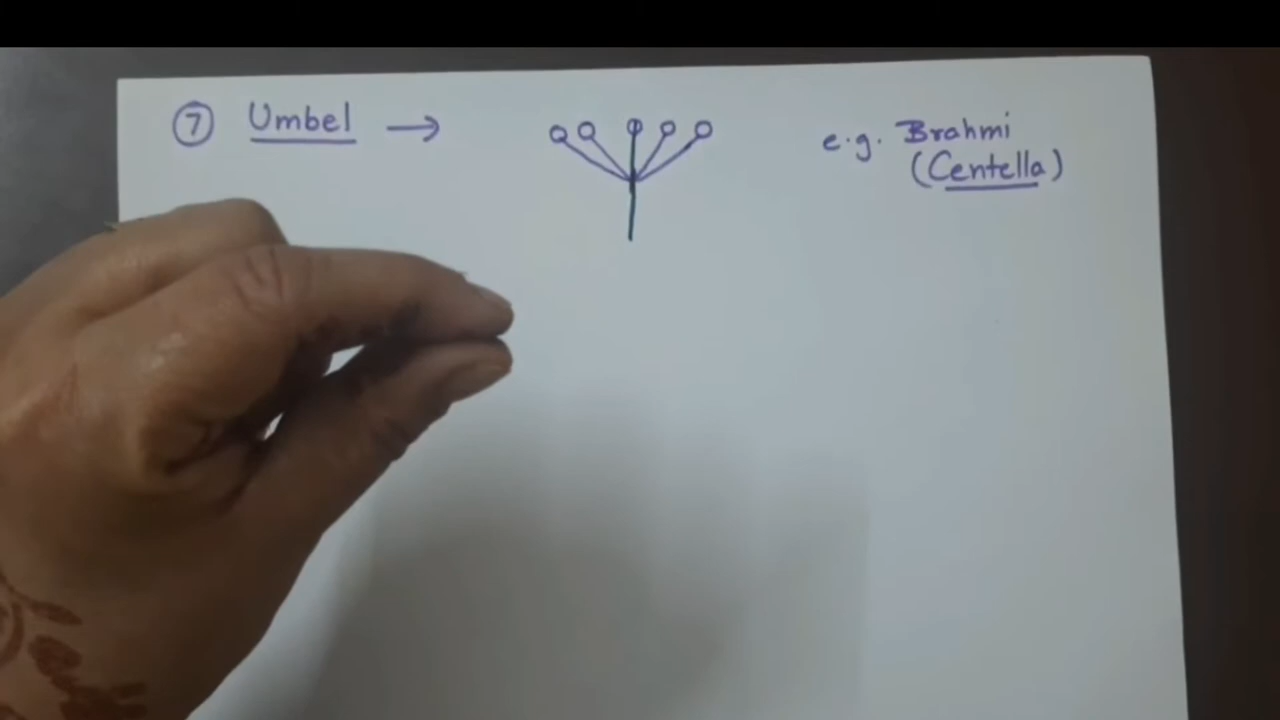 ⑦ Umbel → e.g. Brahmi
(Centella)